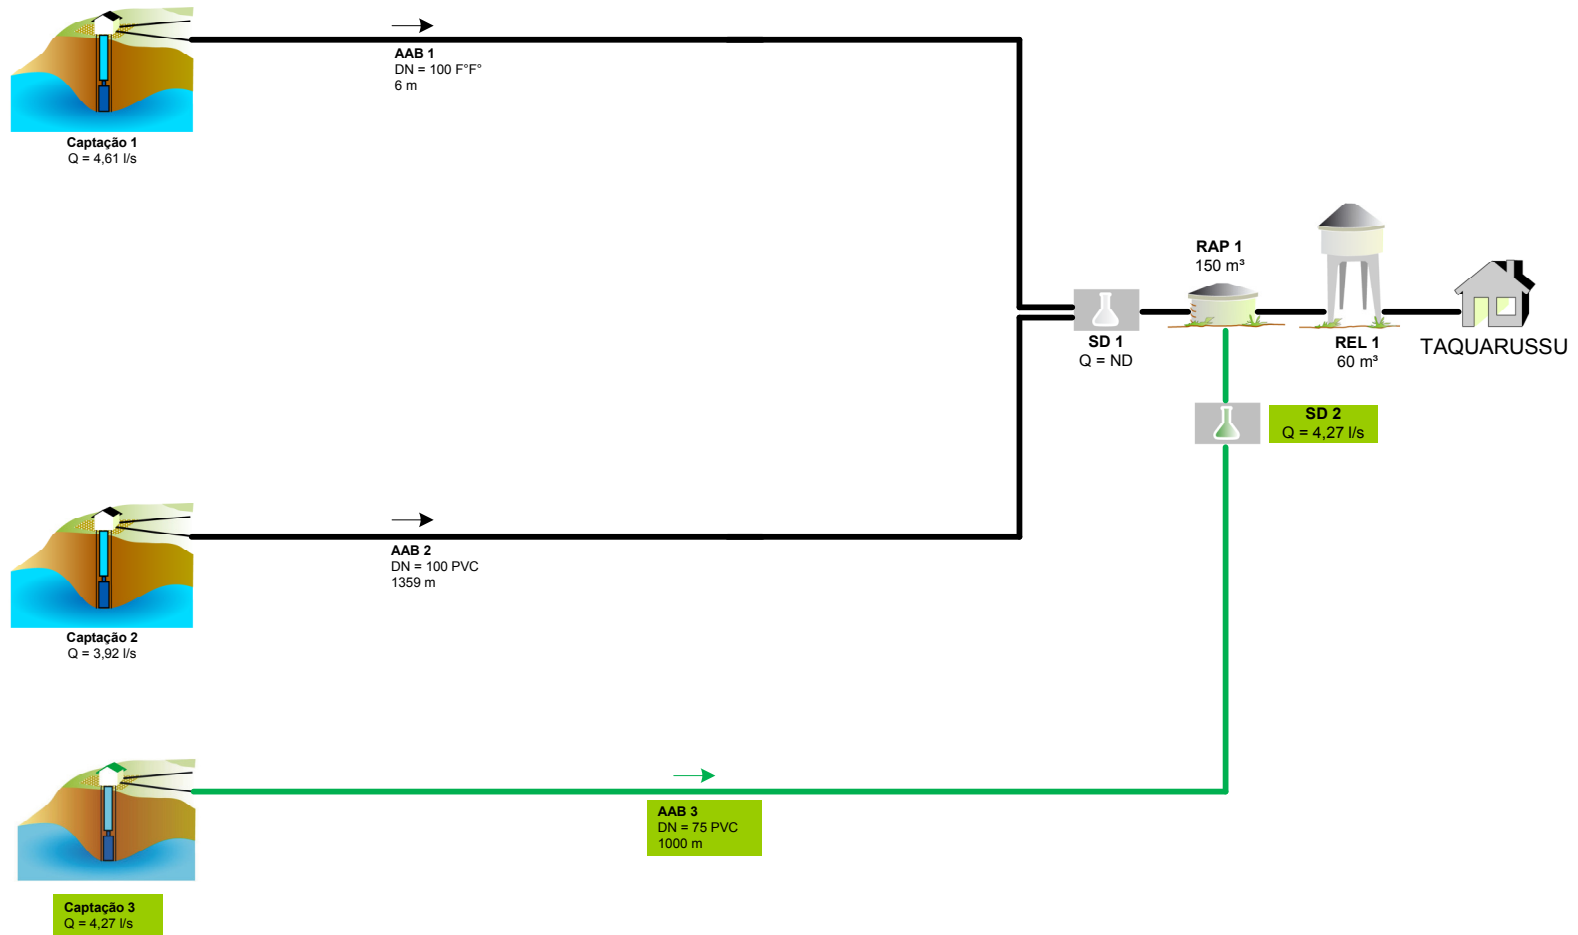 AAB 1
DN = 100 F°F°
6 m
Captação 1
Q = 4,61 l/s
RAP 1
150 m³
SD 1
Q = ND
REL 1
60 m³
TAQUARUSSU
SD 2
Q = 4,27 l/s
AAB 2
DN = 100 PVC
1359 m
Captação 2
Q = 3,92 l/s
AAB 3
DN = 75 PVC
1000 m
Captação 3
Q = 4,27 l/s